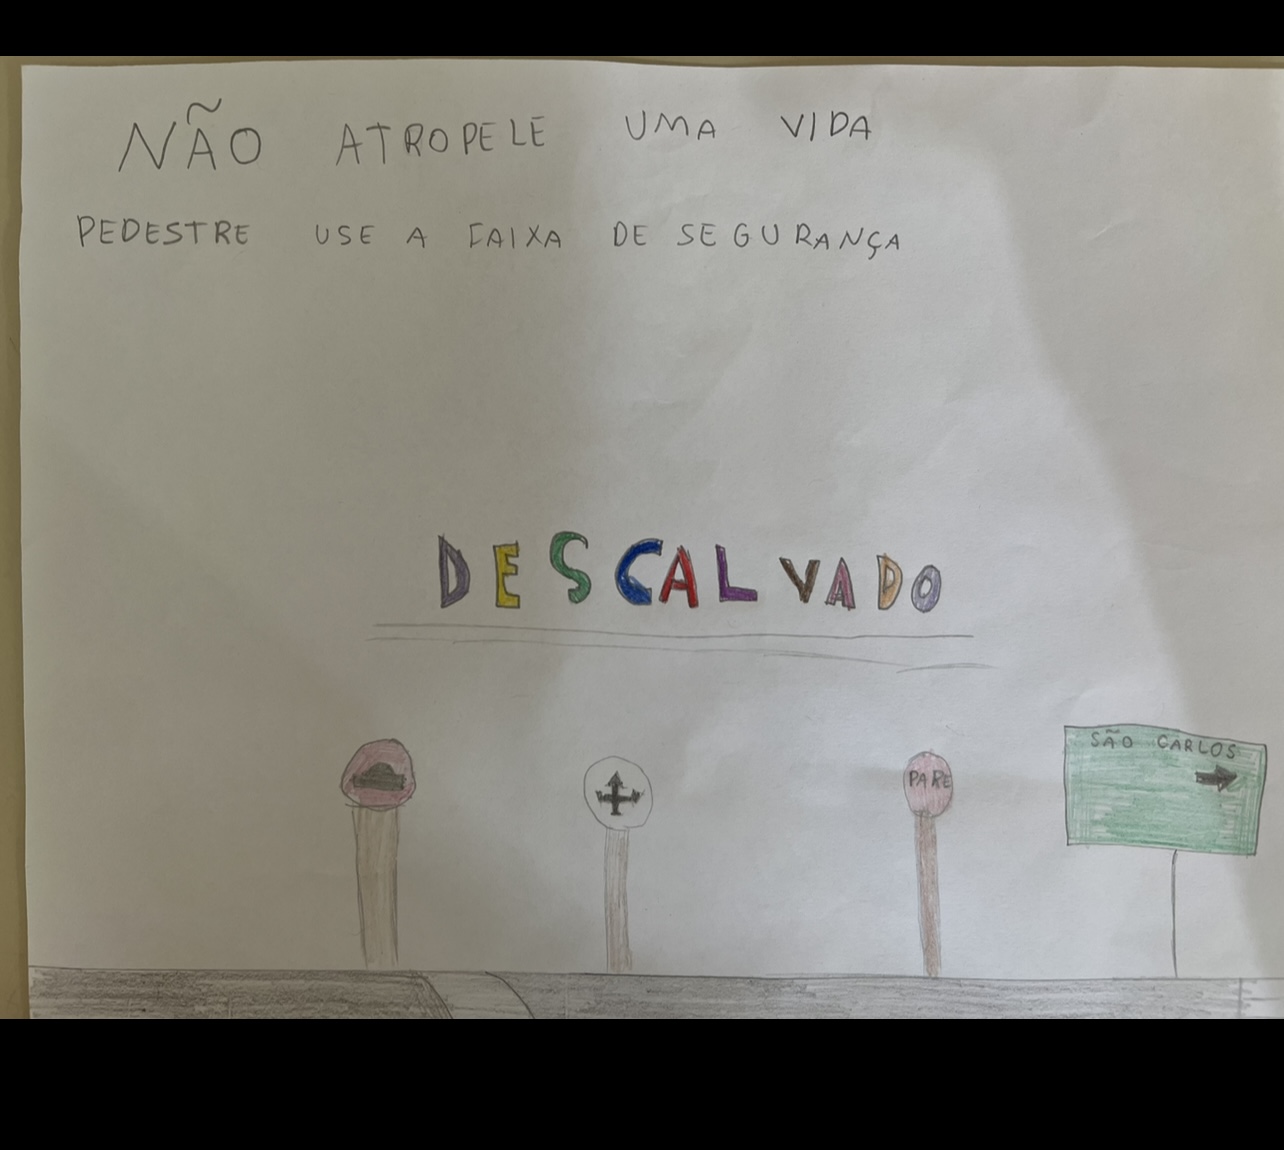 NÃO ATROPELE UMA VIDA
PEDESTRE USE A FAIXA DE SEGURANÇA
DESCALVADO
SÃO CARLOS
PARE